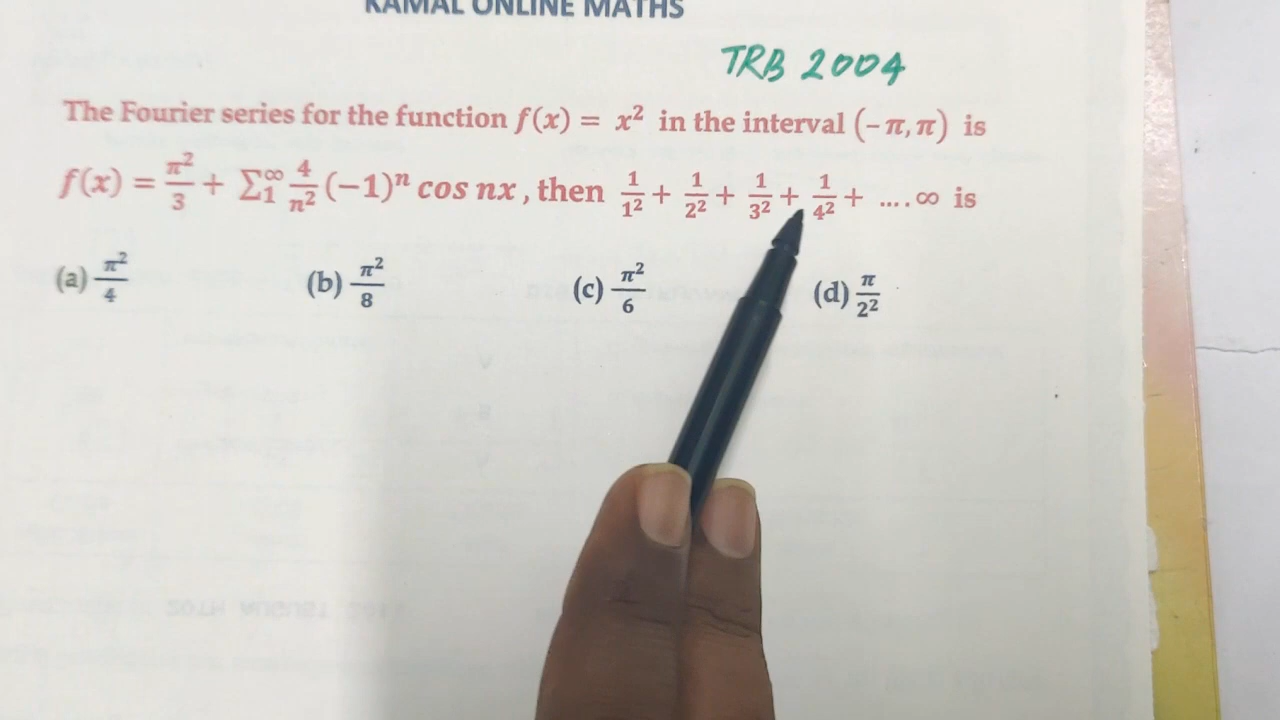 KAMAL ONLINE MATHS
TRB 2004
The Fourier series for the function f(x) = x² in the interval (−π, π) is
f(x) = π²/3 + ∑₁^∞ 4/n² (−1)ⁿ cos nx , then 1/1² + 1/2² + 1/3² + 1/4² + ....∞ is
(a) π²/4 (b) π²/8 (c) π²/6 (d) π/2²